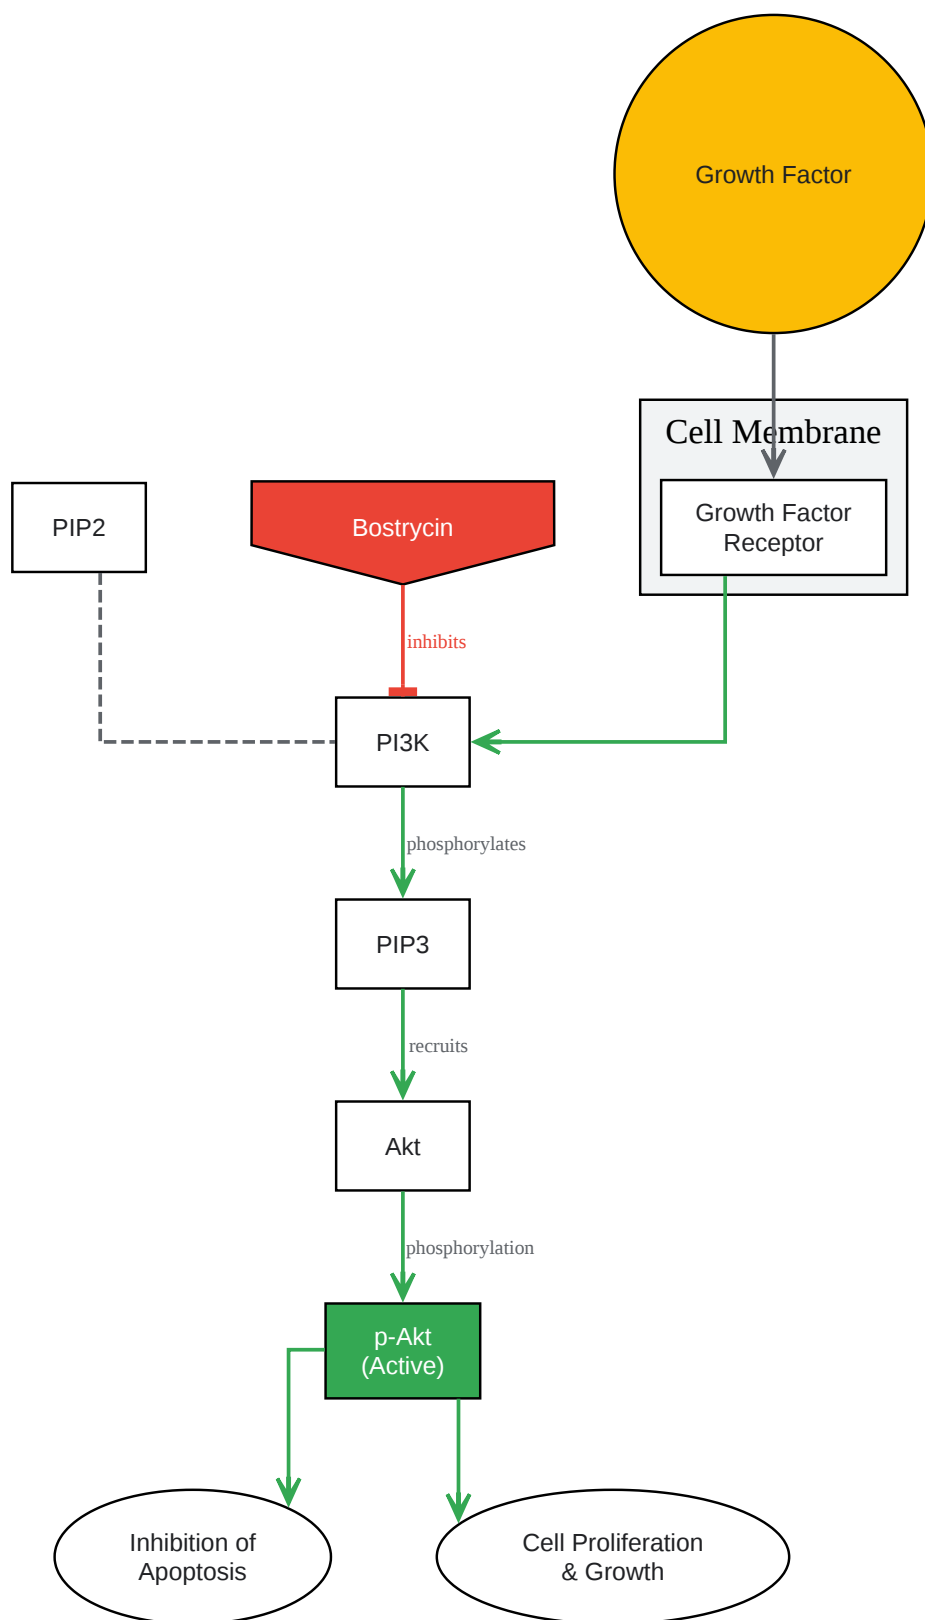 Growth Factor
Cell Membrane
Growth Factor
Receptor
PIP2
Bostrycin
inhibits
PI3K
phosphorylates
PIP3
recruits
Akt
phosphorylation
p-Akt
(Active)
Inhibition of
Apoptosis
Cell Proliferation
& Growth